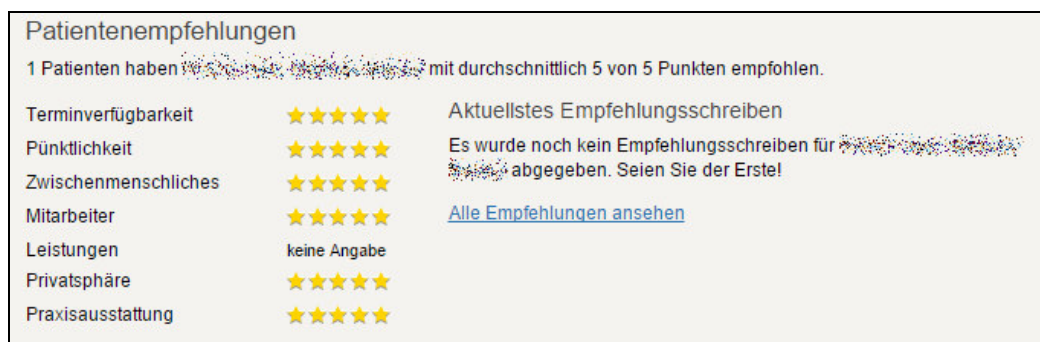 Patientenempfehlungen
1 Patienten haben mit durchschnittlich 5 von 5 Punkten empfohlen.
Terminverfügbarkeit
Pünktlichkeit
Zwischenmenschliches
Mitarbeiter
Leistungen keine Angabe
Privatsphäre
Praxisausstattung
Aktuellstes Empfehlungsschreiben
Es wurde noch kein Empfehlungsschreiben für
abgegeben. Seien Sie der Erste!
Alle Empfehlungen ansehen